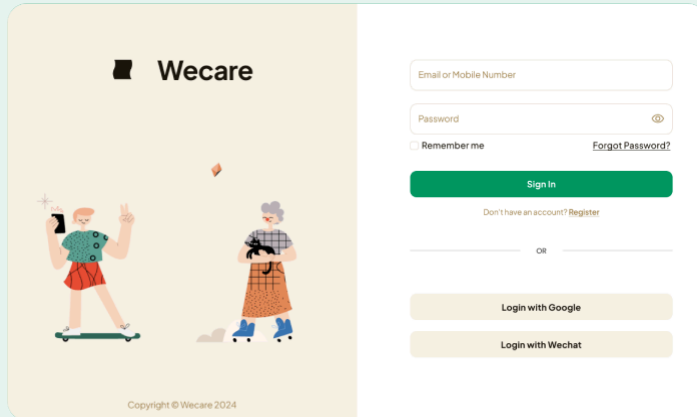 Wecare
Copyright © Wecare 2024
Email or Mobile Number
Password
Remember me
Forgot Password?
Sign In
Don't have an account? Register
OR
Login with Google
Login with Wechat